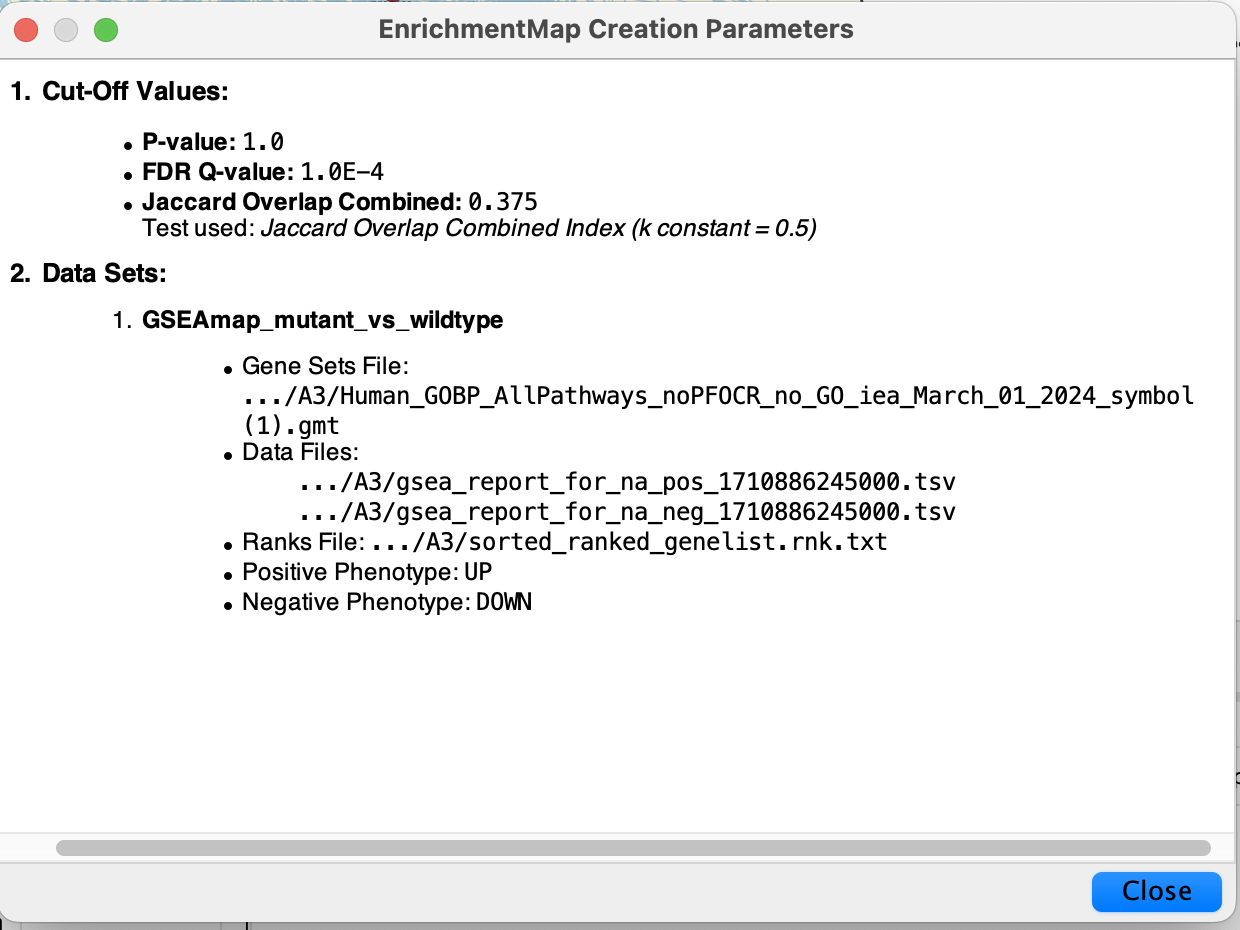 EnrichmentMap Creation Parameters
1. Cut-Off Values:
• P-value: 1.0
• FDR Q-value: 1.0E-4
• Jaccard Overlap Combined: 0.375
Test used: Jaccard Overlap Combined Index (k constant = 0.5)
2. Data Sets:
1. GSEAmap_mutant_vs_wildtype
• Gene Sets File:
.../A3/Human_GOBP_AllPathways_noPFOCR_no_GO_iea_March_01_2024_symbol
(1).gmt
• Data Files:
.../A3/gsea_report_for_na_pos_1710886245000.tsv
.../A3/gsea_report_for_na_neg_1710886245000.tsv
• Ranks File: .../A3/sorted_ranked_genelist.rnk.txt
• Positive Phenotype: UP
• Negative Phenotype: DOWN
Close